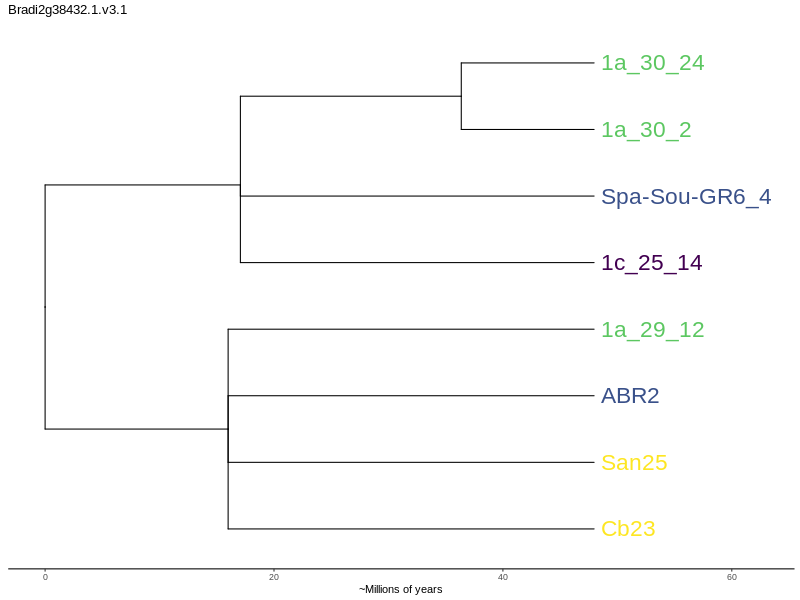 Bradi2g38432.1.v3.1
1a_30_24
1a_30_2
Spa-Sou-GR6_4
1c_25_14
1a_29_12
ABR2
San25
Cb23
0 20 40 60
~Millions of years